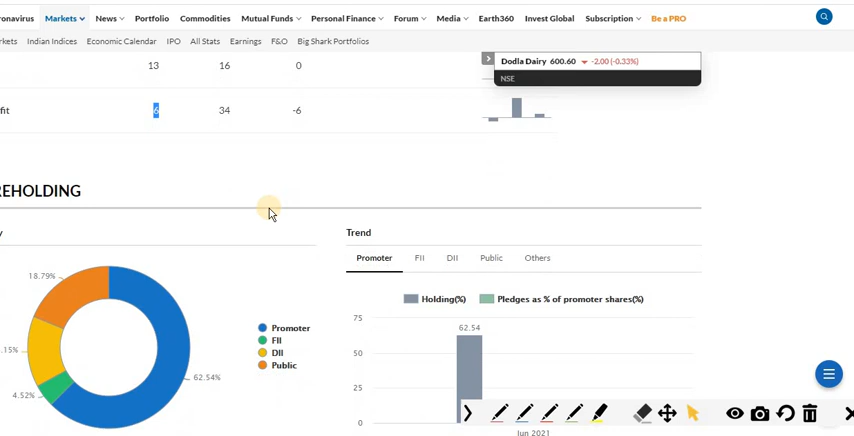 onavirus Markets News Portfolio Commodities Mutual Funds Personal Finance Forum Media Earth360 Invest Global Subscription Be a PRO
rkets Indian Indices Economic Calendar IPO All Stats Earnings F&O Big Shark Portfolios
13 16 0
Dodla Dairy 600.60 -2.00 (-0.33%)
NSE
fit 6 34 -6
REHOLDING
y
Trend
Promoter FII DII Public Others
18.79%
.15%
4.52%
62.54%
Promoter
FII
DII
Public
Holding(%) Pledges as % of promoter shares(%)
75
62.54
50
25
0
Jun 2021